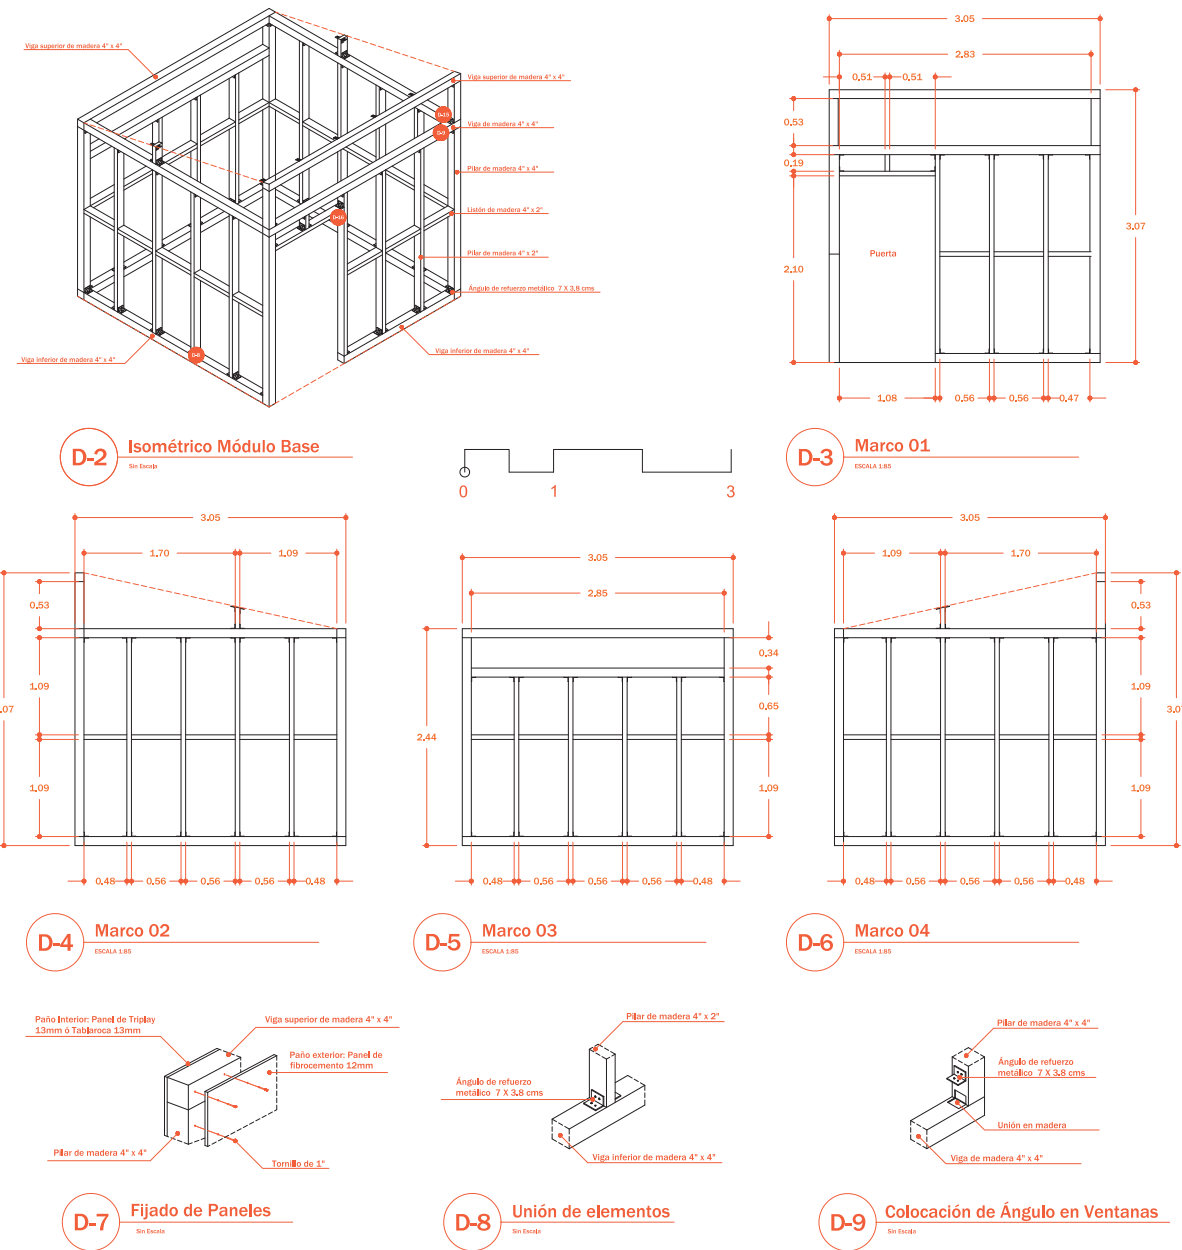 Viga superior de madera 4" x 4"
Viga superior de madera 4" x 4"
D-15
D-9
Viga de madera 4" x 4"
Pilar de madera 4" x 4"
Listón de madera 4" x 2"
D-16
Pilar de madera 4" x 2"
Ángulo de refuerzo metálico 7 X 3.8 cms
Viga inferior de madera 4" x 4"
D-8
Viga inferior de madera 4" x 4"
D-2
Isométrico Módulo Base
Sin Escala
0
1
3
3.05
2.83
0.51
0.51
0.53
0.19
3.07
2.10
Puerta
1.08
0.56
0.56
0.47
D-3
Marco 01
ESCALA 1:85
3.05
1.70
1.09
0.53
1.09
.07
1.09
0.48
0.56
0.56
0.56
0.48
D-4
Marco 02
ESCALA 1:85
3.05
2.85
0.34
0.65
2.44
1.09
0.48
0.56
0.56
0.56
0.48
D-5
Marco 03
ESCALA 1:85
3.05
1.09
1.70
0.53
1.09
3.07
1.09
0.48
0.56
0.56
0.56
0.48
D-6
Marco 04
ESCALA 1:85
Paño Interior: Panel de Triplay
13mm ó Tablaroca 13mm
Viga superior de madera 4" x 4"
Paño exterior: Panel de
fibrocemento 12mm
Pilar de madera 4" x 4"
Tornillo de 1"
D-7
Fijado de Paneles
Sin Escala
Pilar de madera 4" x 2"
Ángulo de refuerzo
metálico 7 X 3.8 cms
Viga inferior de madera 4" x 4"
D-8
Unión de elementos
Sin Escala
Pilar de madera 4" x 4"
Ángulo de refuerzo
metálico 7 X 3.8 cms
Unión en madera
Viga de madera 4" x 4"
D-9
Colocación de Ángulo en Ventanas
Sin Escala